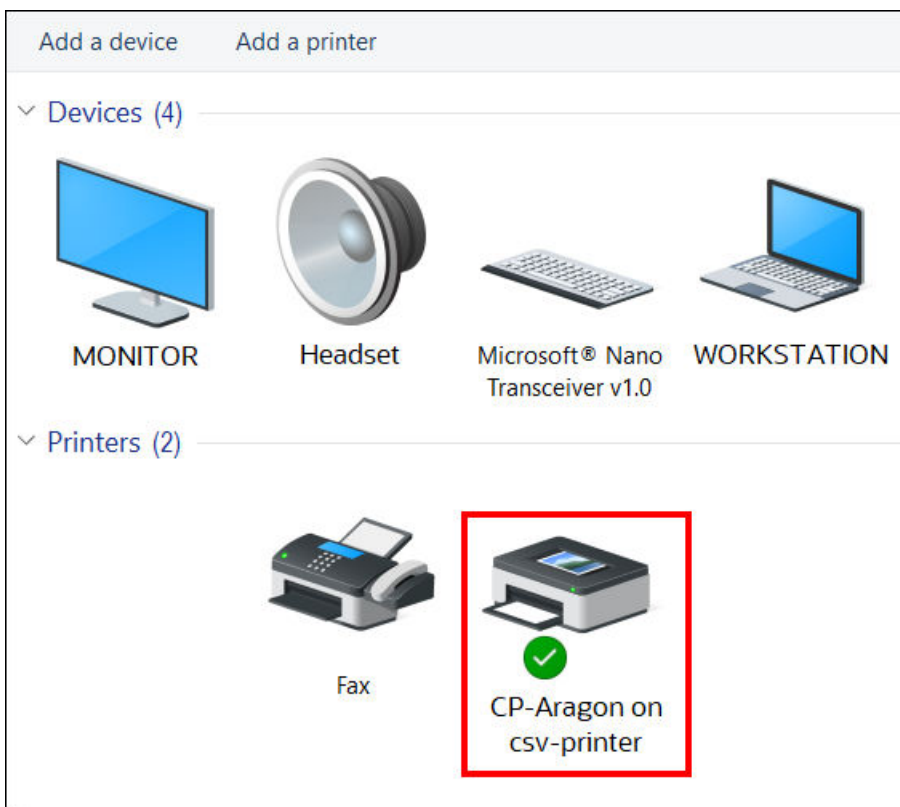 Add a device Add a printer
Devices (4)
MONITOR Headset Microsoft® Nano WORKSTATION
Transceiver v1.0
Printers (2)
Fax
CP-Aragon on
csv-printer